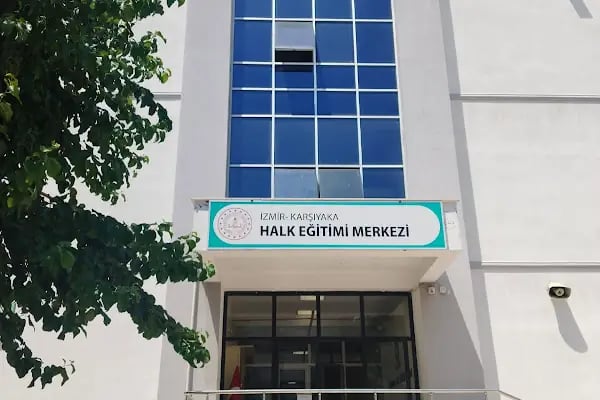 İZMİR- KARŞIYAKA
HALK EĞİTİMİ MERKEZİ